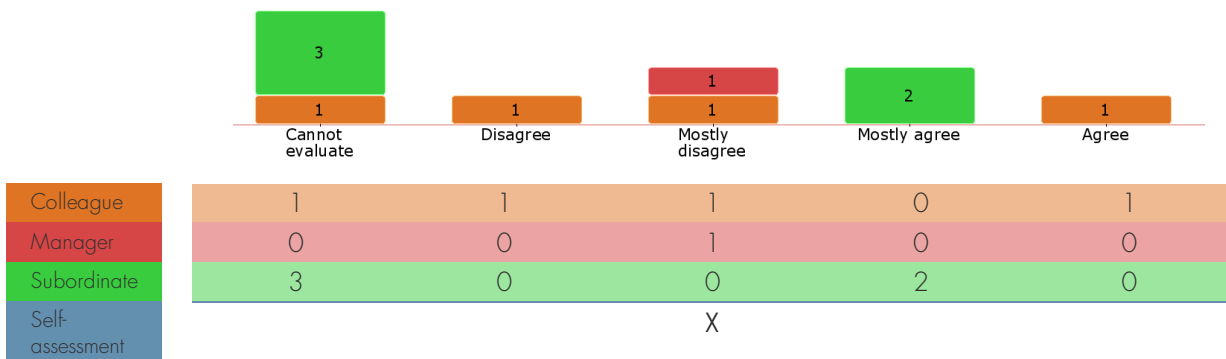 3
1
1
1
1
2
1
Cannot
evaluate
Disagree
Mostly
disagree
Mostly agree
Agree
Colleague 1 1 1 0 1
Manager 0 0 1 0 0
Subordinate 3 0 0 2 0
Self-
assessment
X